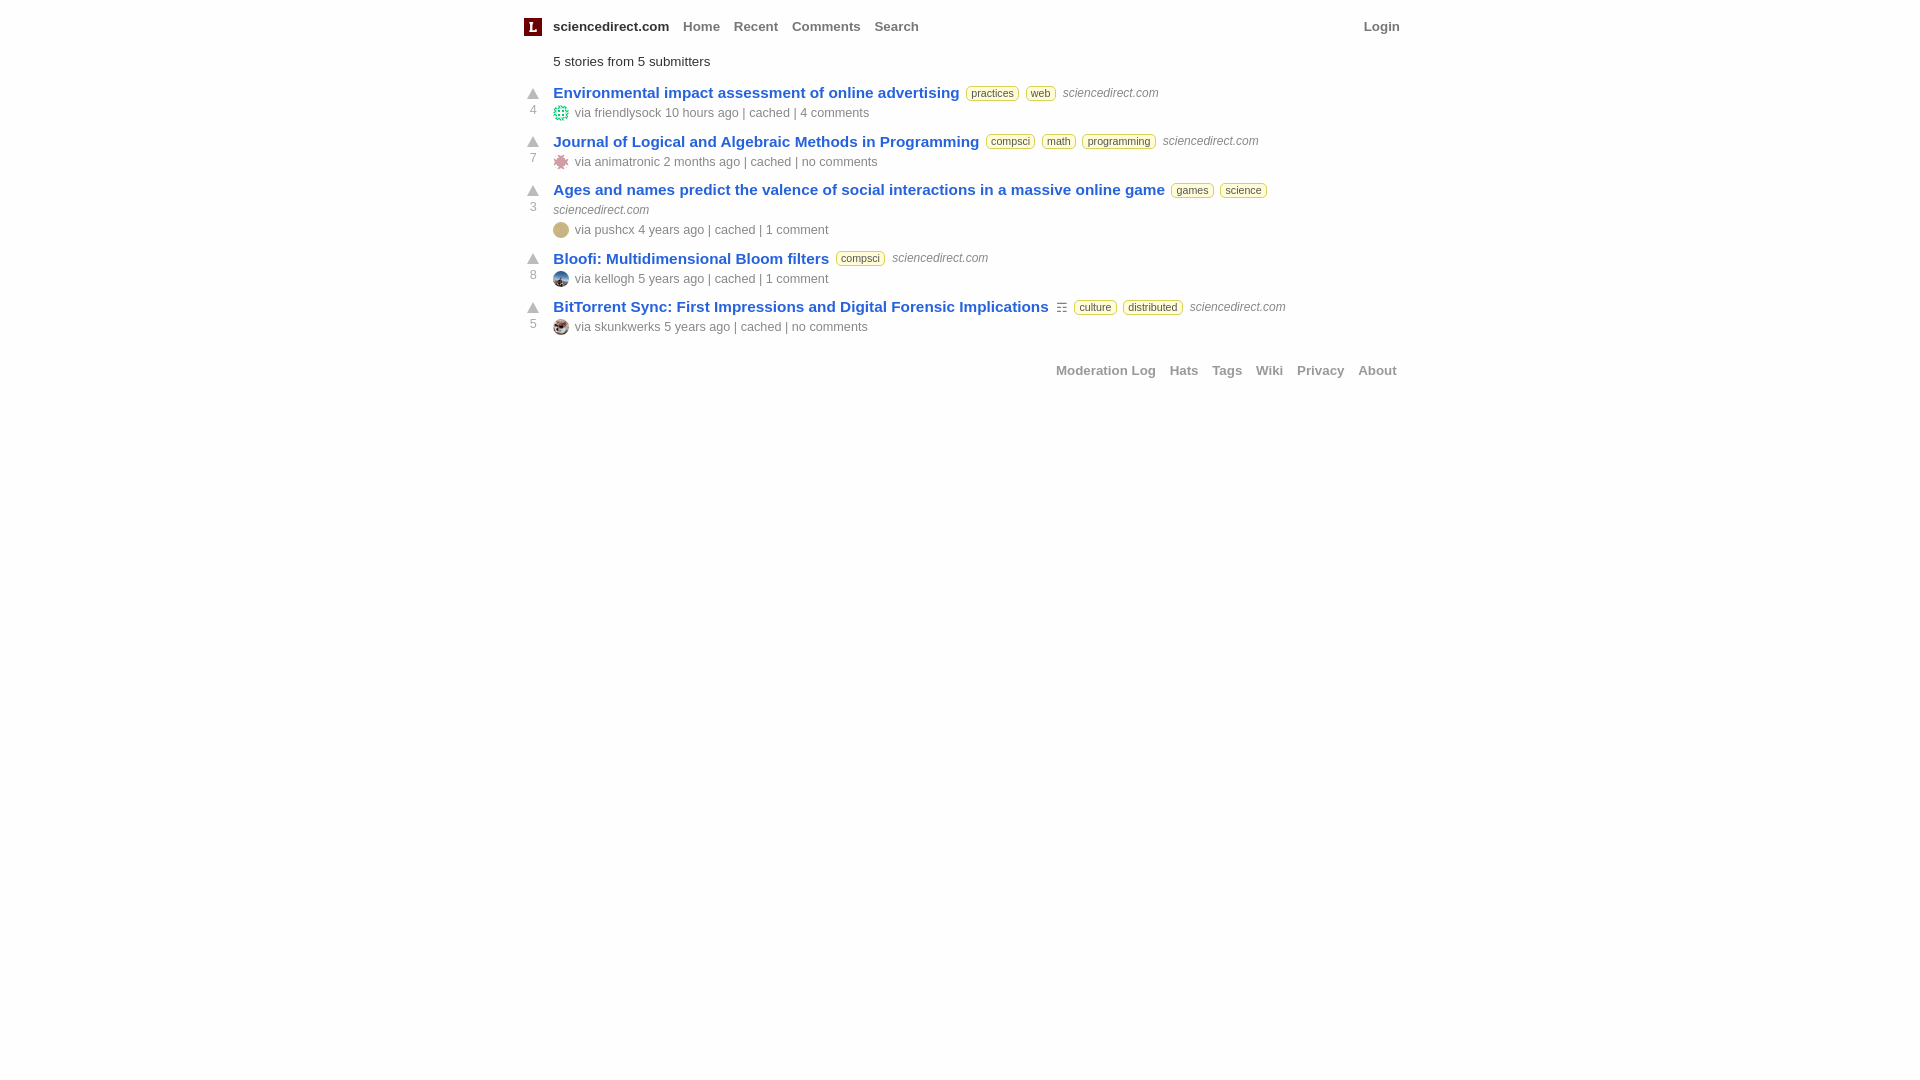 L sciencedirect.com Home Recent Comments Search Login
5 stories from 5 submitters
Environmental impact assessment of online advertising practices web sciencedirect.com
4 via friendlysock 10 hours ago | cached | 4 comments
Journal of Logical and Algebraic Methods in Programming compsci math programming sciencedirect.com
7 via animatronic 2 months ago | cached | no comments
Ages and names predict the valence of social interactions in a massive online game games science
3 sciencedirect.com
via pushcx 4 years ago | cached | 1 comment
Bloofi: Multidimensional Bloom filters compsci sciencedirect.com
8 via kellogh 5 years ago | cached | 1 comment
BitTorrent Sync: First Impressions and Digital Forensic Implications ☶ culture distributed sciencedirect.com
5 via skunkwerks 5 years ago | cached | no comments
Moderation Log Hats Tags Wiki Privacy About